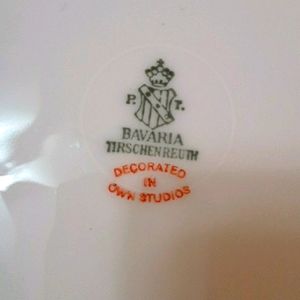 P. T.
BAVARIA
TIRSCHENREUTH
DECORATED
IN
OWN STUDIOS